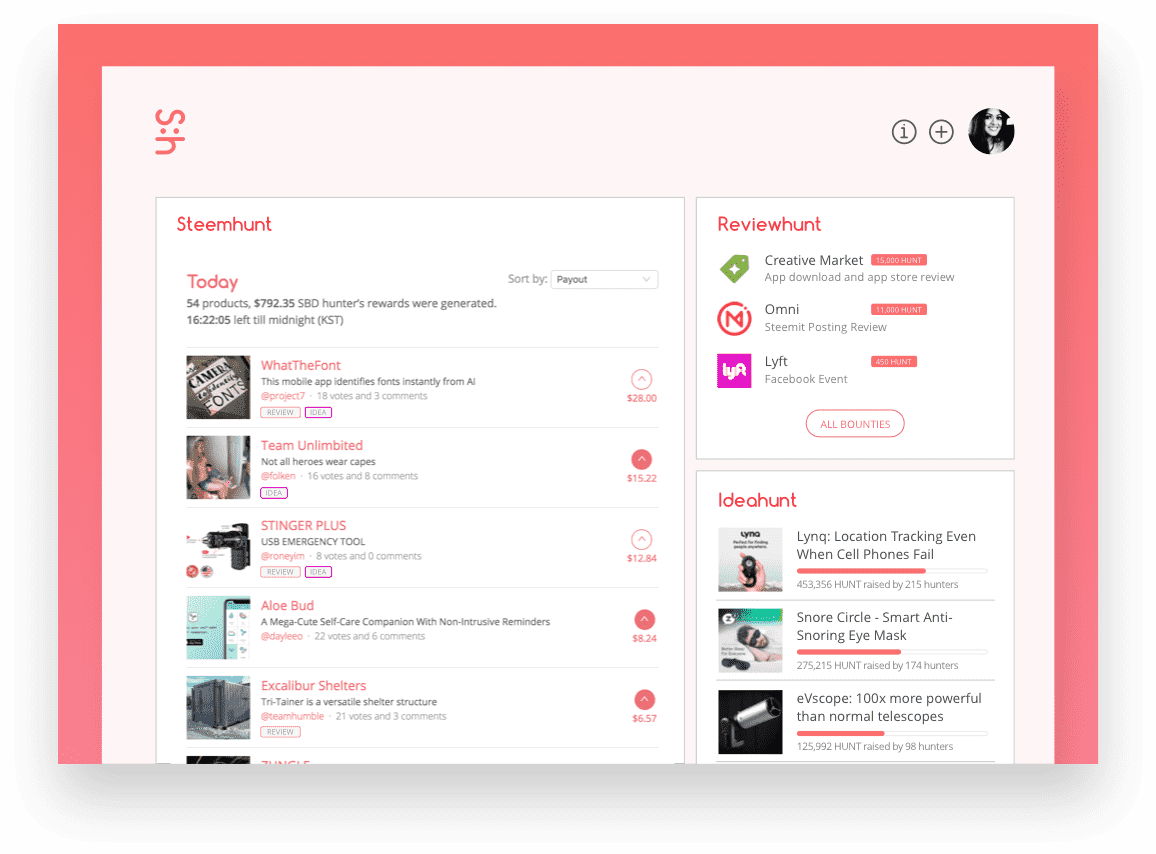 S:h
Steemhunt
Today
Sort by: Payout
54 products, $792.35 SBD hunter's rewards were generated.
16:22:05 left till midnight (KST)
CAMERA
FONTS
WhatTheFont
This mobile app identifies fonts instantly from AI
@project7 · 18 votes and 3 comments
REVIEW IDEA
$28.00
Team Unlimbited
Not all heroes wear capes
@folken · 16 votes and 8 comments
IDEA
$15.22
STINGER PLUS
USB EMERGENCY TOOL
@roneyim · 8 votes and 0 comments
REVIEW IDEA
$12.84
Aloe Bud
A Mega-Cute Self-Care Companion With Non-Intrusive Reminders
@dayleeo · 22 votes and 6 comments
$8.24
Excalibur Shelters
Tri-Tainer is a versatile shelter structure
@teamhumble · 21 votes and 3 comments
REVIEW
$6.57
Reviewhunt
Creative Market 15,000 HUNT
App download and app store review
Omni 11,000 HUNT
Steemit Posting Review
lyft
Lyft 450 HUNT
Facebook Event
ALL BOUNTIES
Ideahunt
Lynq
Perfect for finding
people anywhere.
Lynq: Location Tracking Even
When Cell Phones Fail
453,356 HUNT raised by 215 hunters
Snore Circle - Smart Anti-
Snoring Eye Mask
275,215 HUNT raised by 174 hunters
eVscope: 100x more powerful
than normal telescopes
125,992 HUNT raised by 98 hunters